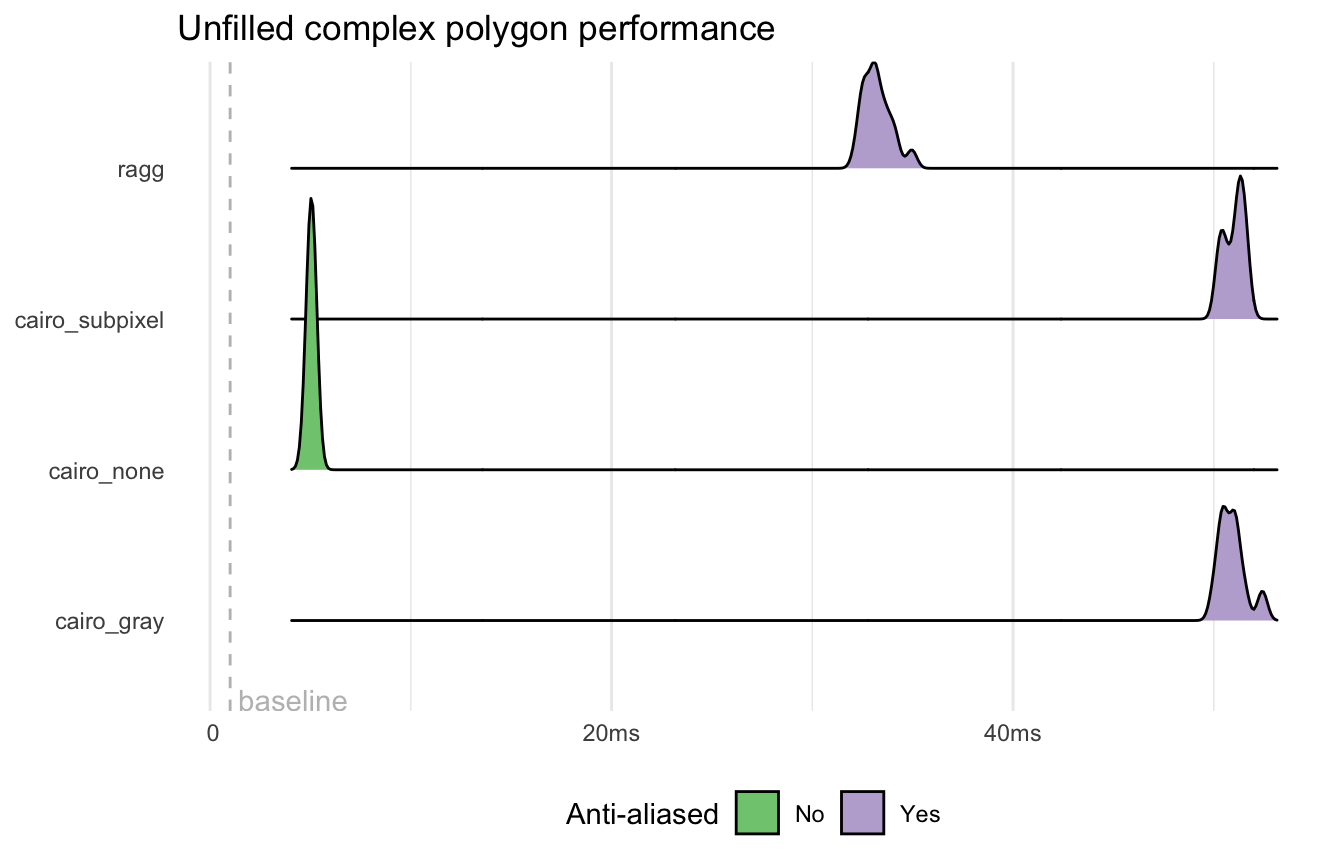 Unfilled complex polygon performance
ragg
cairo_subpixel
cairo_none
cairo_gray
baseline
0 20ms 40ms
Anti-aliased No Yes